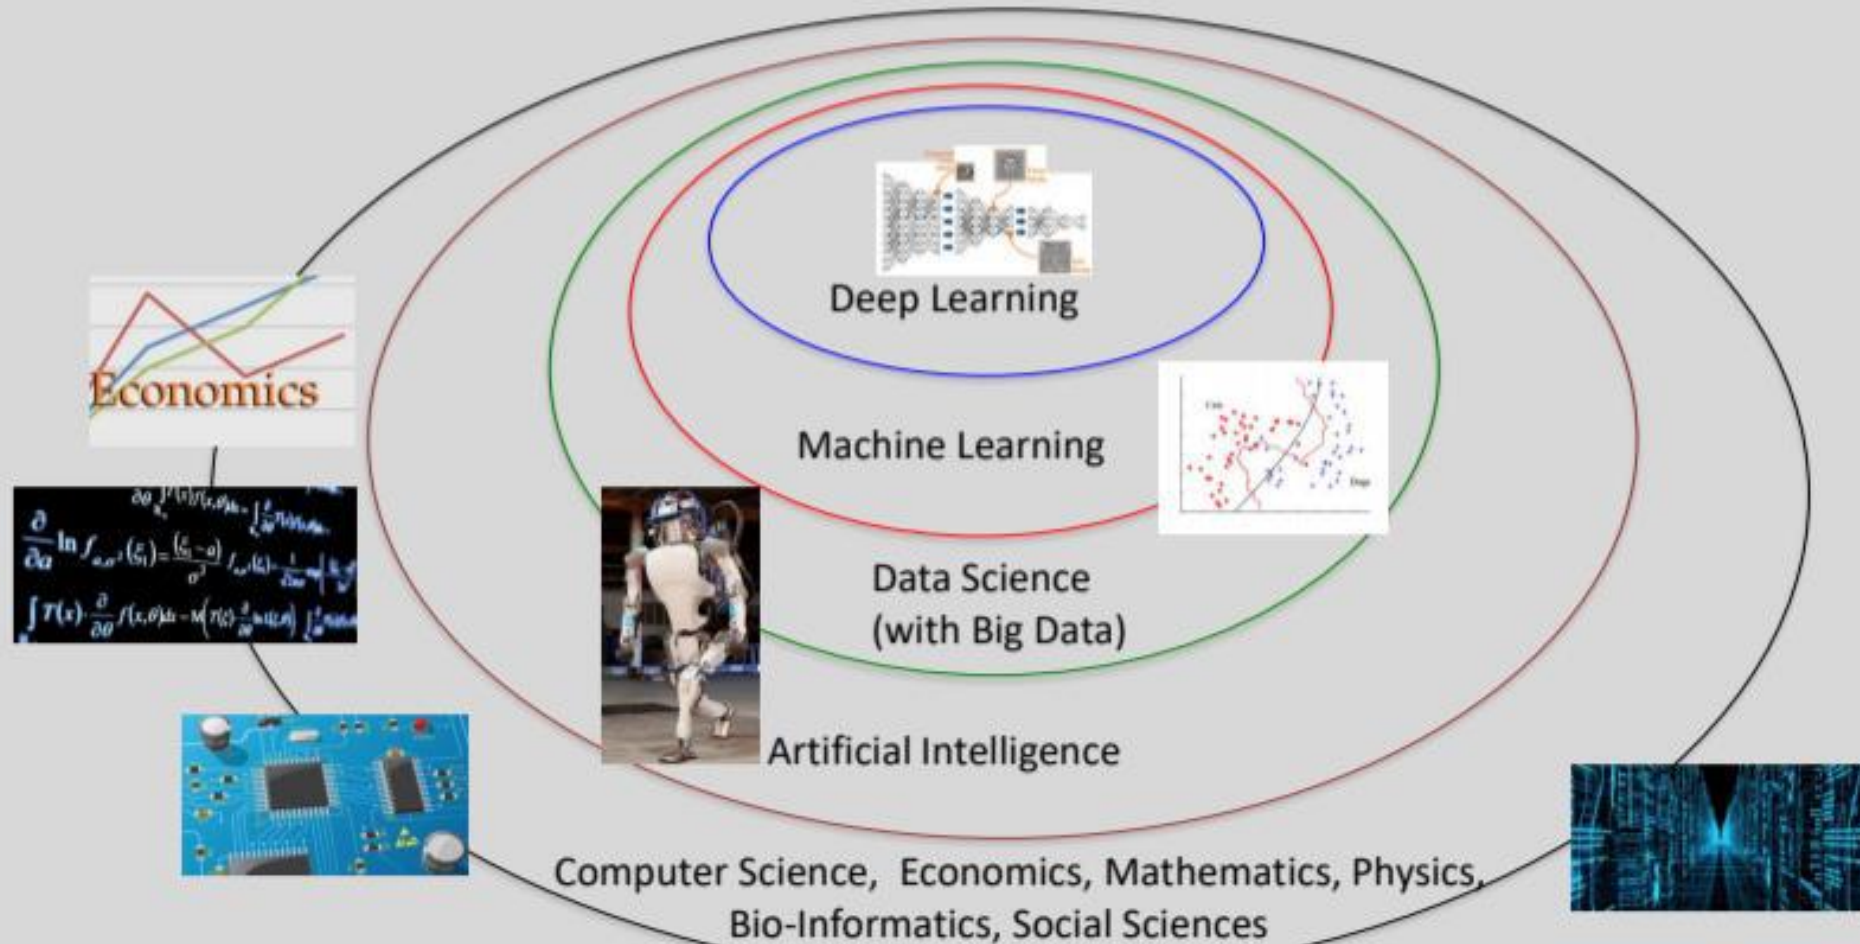 Deep Learning
Economics
Machine Learning
Data Science
(with Big Data)
Artificial Intelligence
Computer Science,  Economics, Mathematics, Physics,
Bio-Informatics, Social Sciences